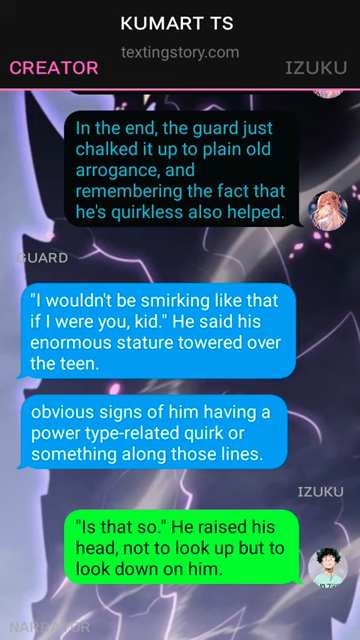 KUMART TS
textingstory.com
CREATOR
IZUKU
In the end, the guard just
chalked it up to plain old
arrogance, and
remembering the fact that
he's quirkless also helped.
GUARD
"I wouldn't be smirking like that
if I were you, kid." He said his
enormous stature towered over
the teen.
obvious signs of him having a
power type-related quirk or
something along those lines.
IZUKU
"Is that so." He raised his
head, not to look up but to
look down on him.
NARRATOR